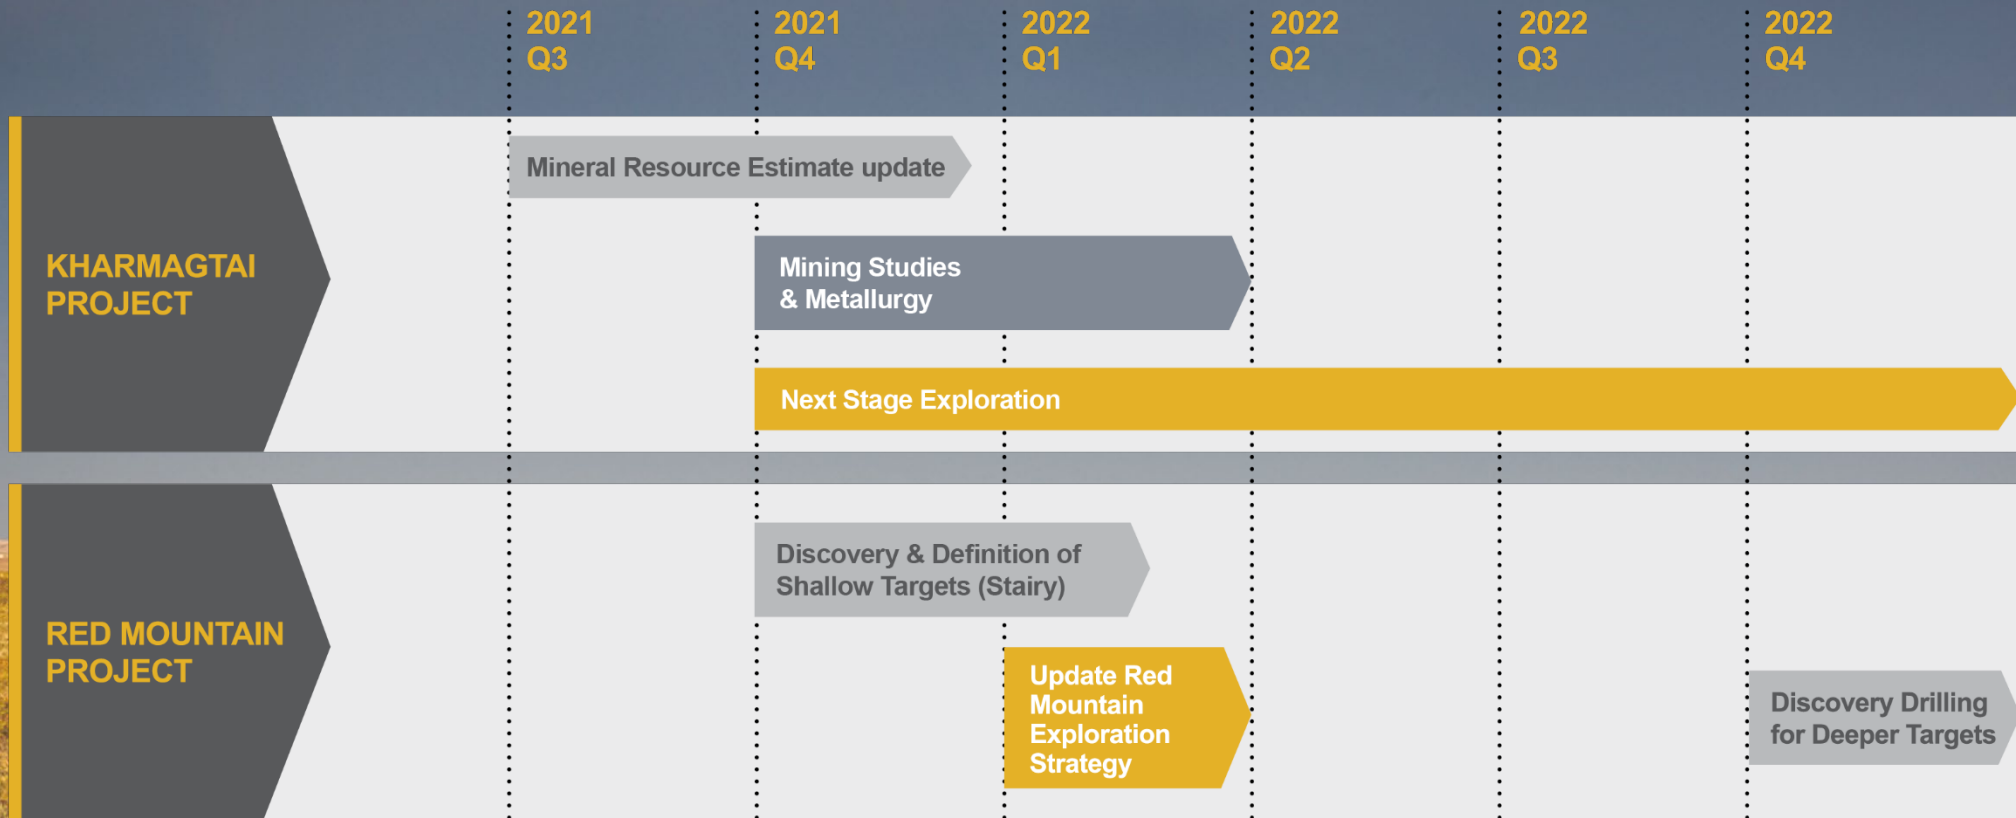 2021
Q3
2021
Q4
2022
Q1
2022
Q2
2022
Q3
2022
Q4
KHARMAGTAI
PROJECT
Mineral Resource Estimate update
Mining Studies
& Metallurgy
Next Stage Exploration
RED MOUNTAIN
PROJECT
Discovery & Definition of
Shallow Targets (Stairy)
Update Red
Mountain
Exploration
Strategy
Discovery Drilling
for Deeper Targets